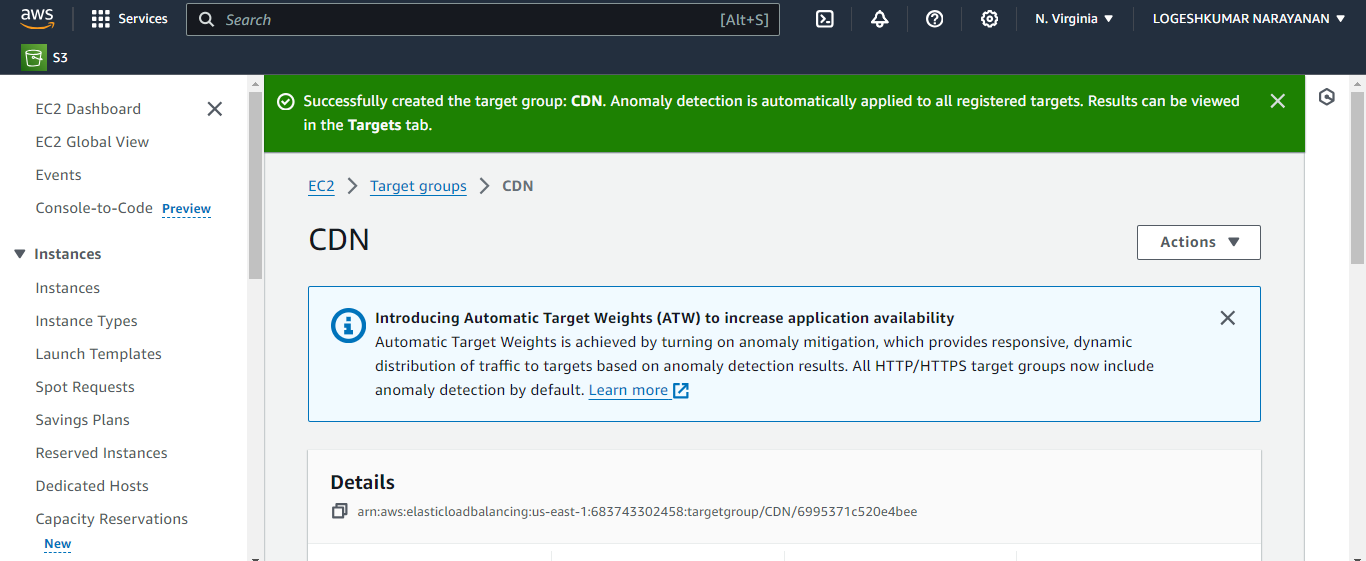 aws
Services
Search
[Alt+S]
N. Virginia
LOGESHKUMAR NARAYANAN
S3
EC2 Dashboard
EC2 Global View
Events
Console-to-Code Preview
Instances
Instances
Instance Types
Launch Templates
Spot Requests
Savings Plans
Reserved Instances
Dedicated Hosts
Capacity Reservations
New
Successfully created the target group: CDN. Anomaly detection is automatically applied to all registered targets. Results can be viewed
in the Targets tab.
EC2 > Target groups > CDN
CDN
Actions
Introducing Automatic Target Weights (ATW) to increase application availability
Automatic Target Weights is achieved by turning on anomaly mitigation, which provides responsive, dynamic
distribution of traffic to targets based on anomaly detection results. All HTTP/HTTPS target groups now include
anomaly detection by default. Learn more
Details
arn:aws:elasticloadbalancing:us-east-1:683743302458:targetgroup/CDN/6995371c520e4bee